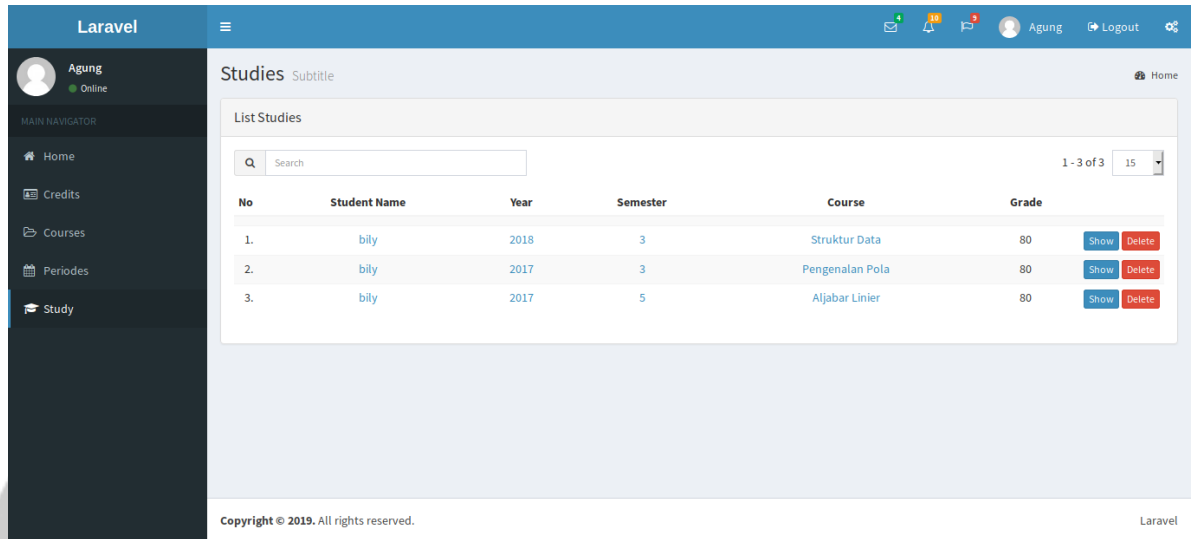 Laravel
4 10 9 Agung Logout
Agung
Online
MAIN NAVIGATOR
Home
Credits
Courses
Periodes
Study
Studies Subtitle
Home
List Studies
Search
1 - 3 of 3 15
No Student Name Year Semester Course Grade
1. bily 2018 3 Struktur Data 80 Show Delete
2. bily 2017 3 Pengenalan Pola 80 Show Delete
3. bily 2017 5 Aljabar Linier 80 Show Delete
Copyright © 2019. All rights reserved. Laravel